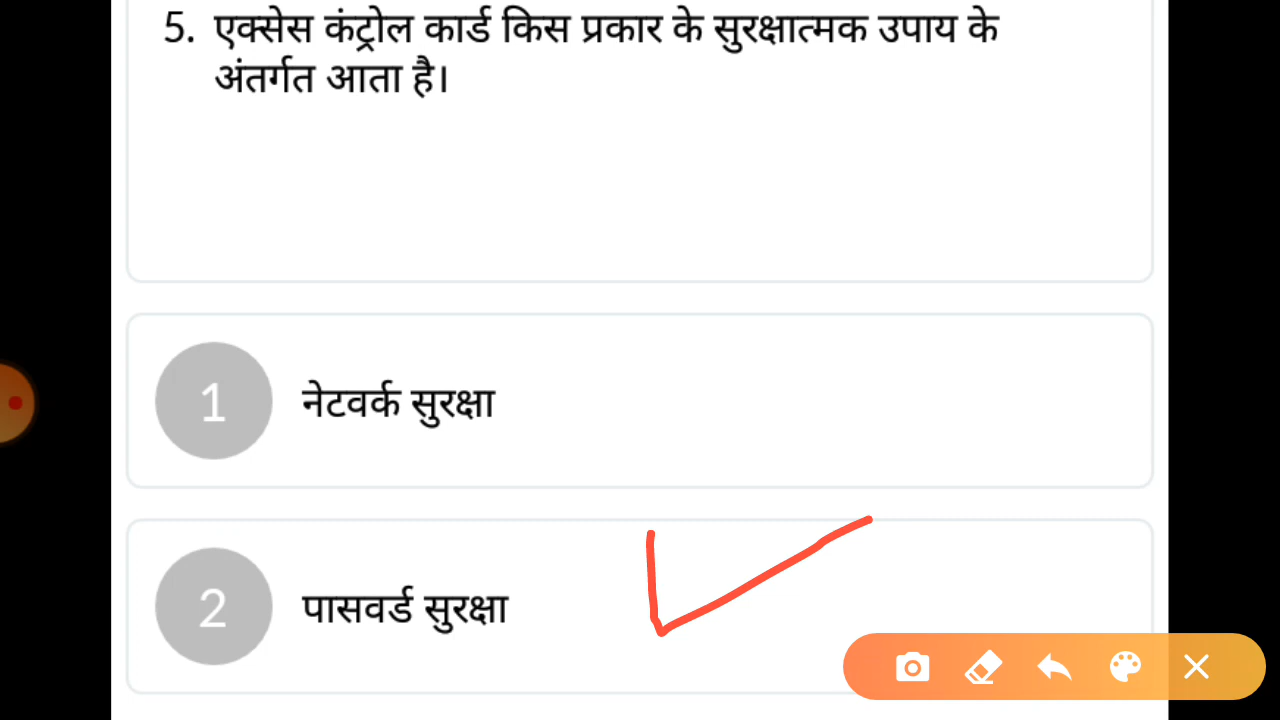 5. एक्सेस कंट्रोल कार्ड किस प्रकार के सुरक्षात्मक उपाय के
अंतर्गत आता है।
1 नेटवर्क सुरक्षा
2 पासवर्ड सुरक्षा